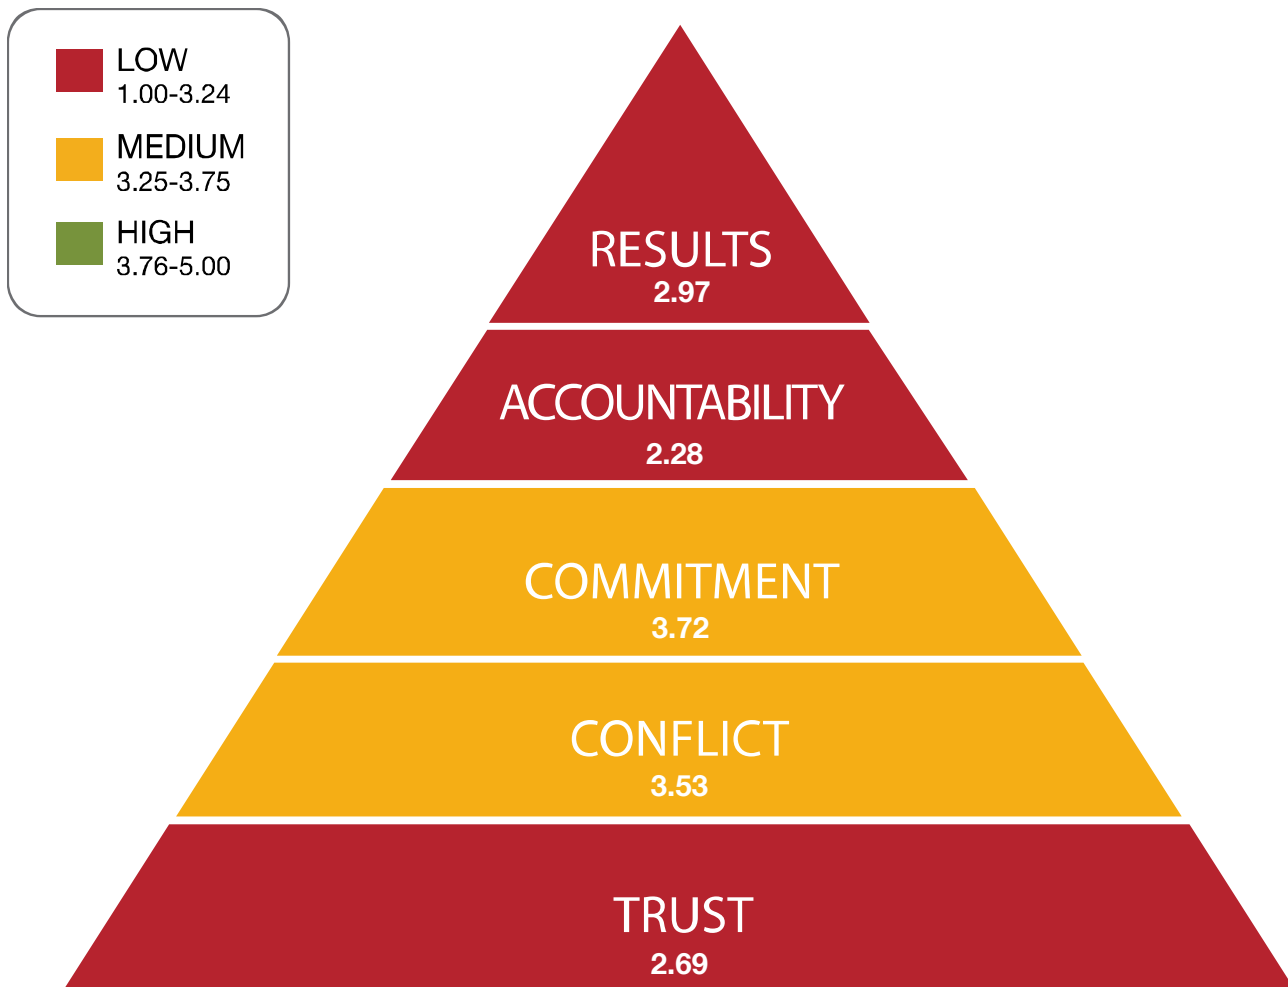 LOW
1.00-3.24
MEDIUM
3.25-3.75
HIGH
3.76-5.00
RESULTS
2.97
ACCOUNTABILITY
2.28
COMMITMENT
3.72
CONFLICT
3.53
TRUST
2.69